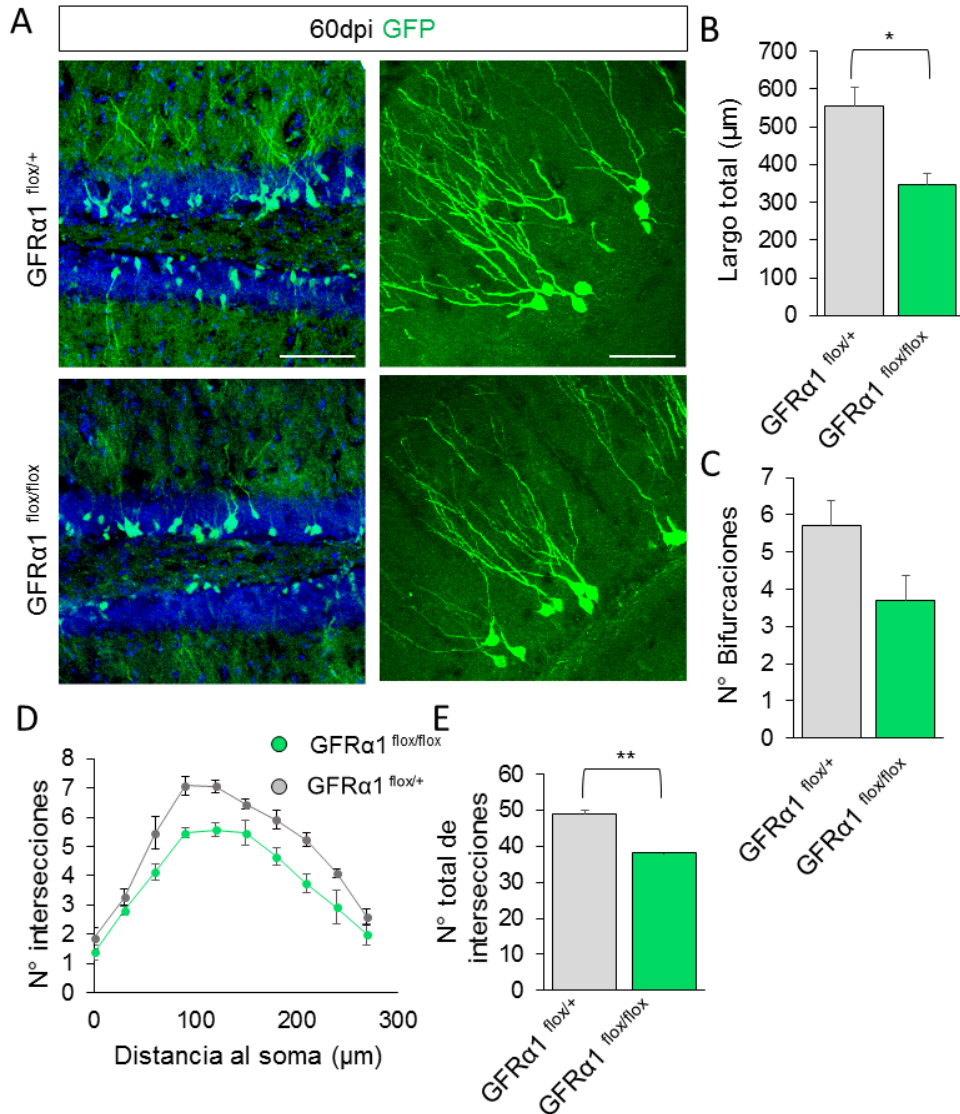 A
60dpi GFP
GFRα1 flox/+
GFRα1 flox/flox
B
700
600
500
400
300
200
100
0
Largo total (µm)
*
GFRα1 flox/+
GFRα1 flox/flox
C
7
6
5
4
3
2
1
0
N° Bifurcaciones
GFRα1 flox/+
GFRα1 flox/flox
D
GFRα1 flox/flox
GFRα1 flox/+
8
7
6
5
4
3
2
1
0
N° intersecciones
0
100
200
300
Distancia al soma (µm)
E
60
50
40
30
20
10
0
N° total de
intersecciones
**
GFRα1 flox/+
GFRα1 flox/flox